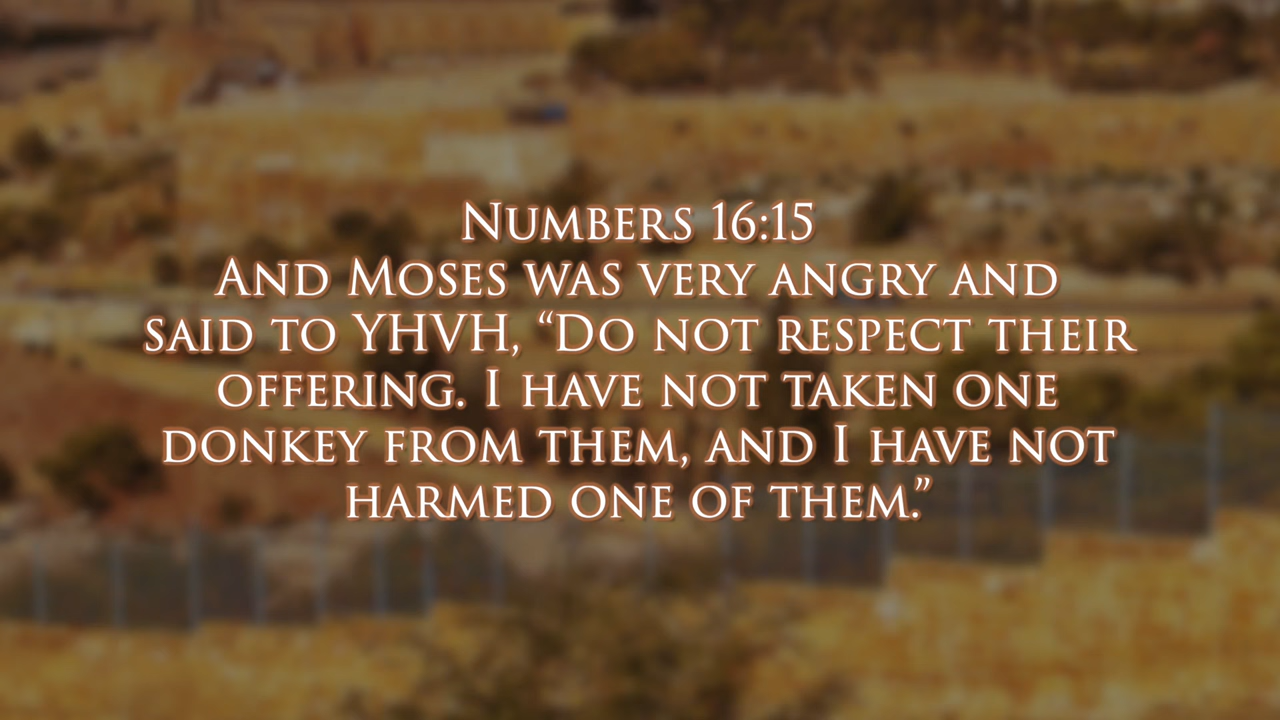 Numbers 16:15
And Moses was very angry and
said to YHVH, “Do not respect their
offering. I have not taken one
donkey from them, and I have not
harmed one of them.”